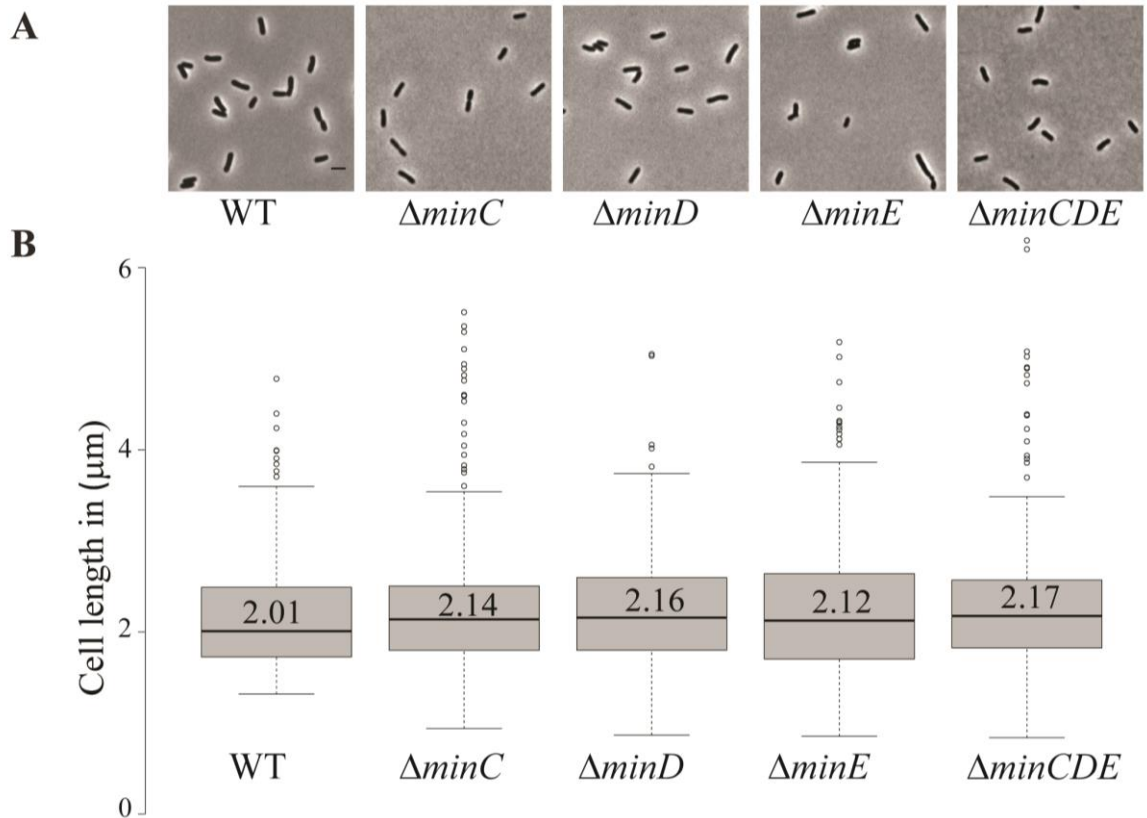 A
WT ΔminC ΔminD ΔminE ΔminCDE
B
6
4
2
0
Cell length in (μm)
2.01 2.14 2.16 2.12 2.17
WT ΔminC ΔminD ΔminE ΔminCDE